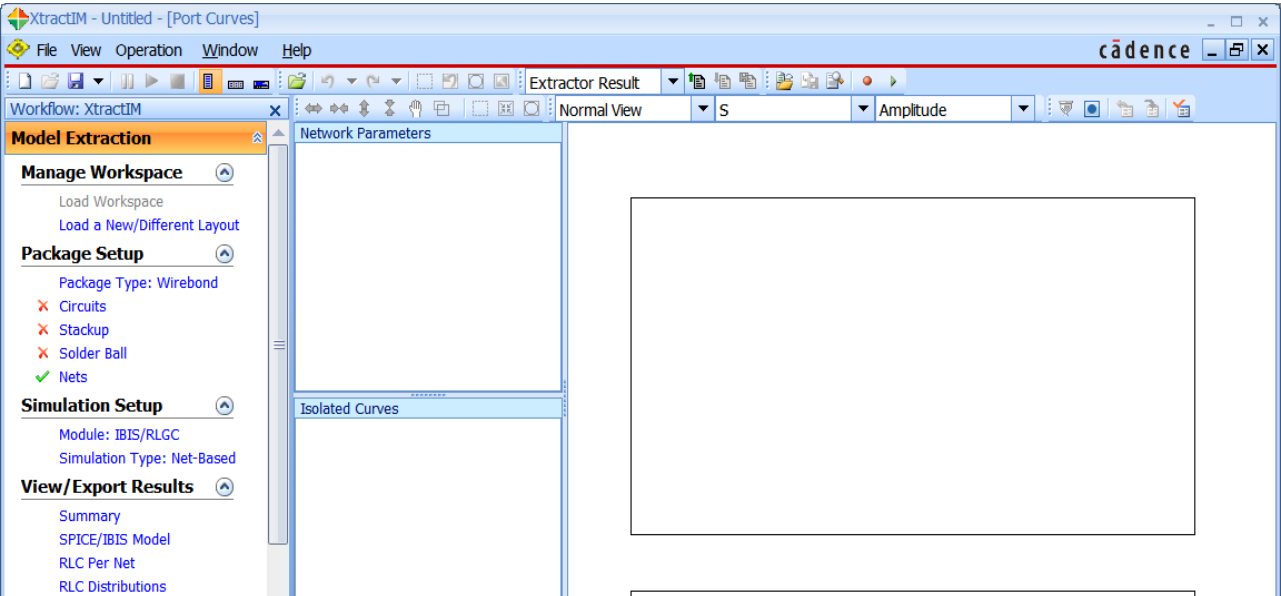 XtractIM - Untitled - [Port Curves]
File View Operation Window Help
cādence
Extractor Result
Workflow: XtractIM
Normal View
S
Amplitude
Model Extraction
Manage Workspace
Load Workspace
Load a New/Different Layout
Package Setup
Package Type: Wirebond
Circuits
Stackup
Solder Ball
Nets
Simulation Setup
Module: IBIS/RLGC
Simulation Type: Net-Based
View/Export Results
Summary
SPICE/IBIS Model
RLC Per Net
RLC Distributions
Network Parameters
Isolated Curves